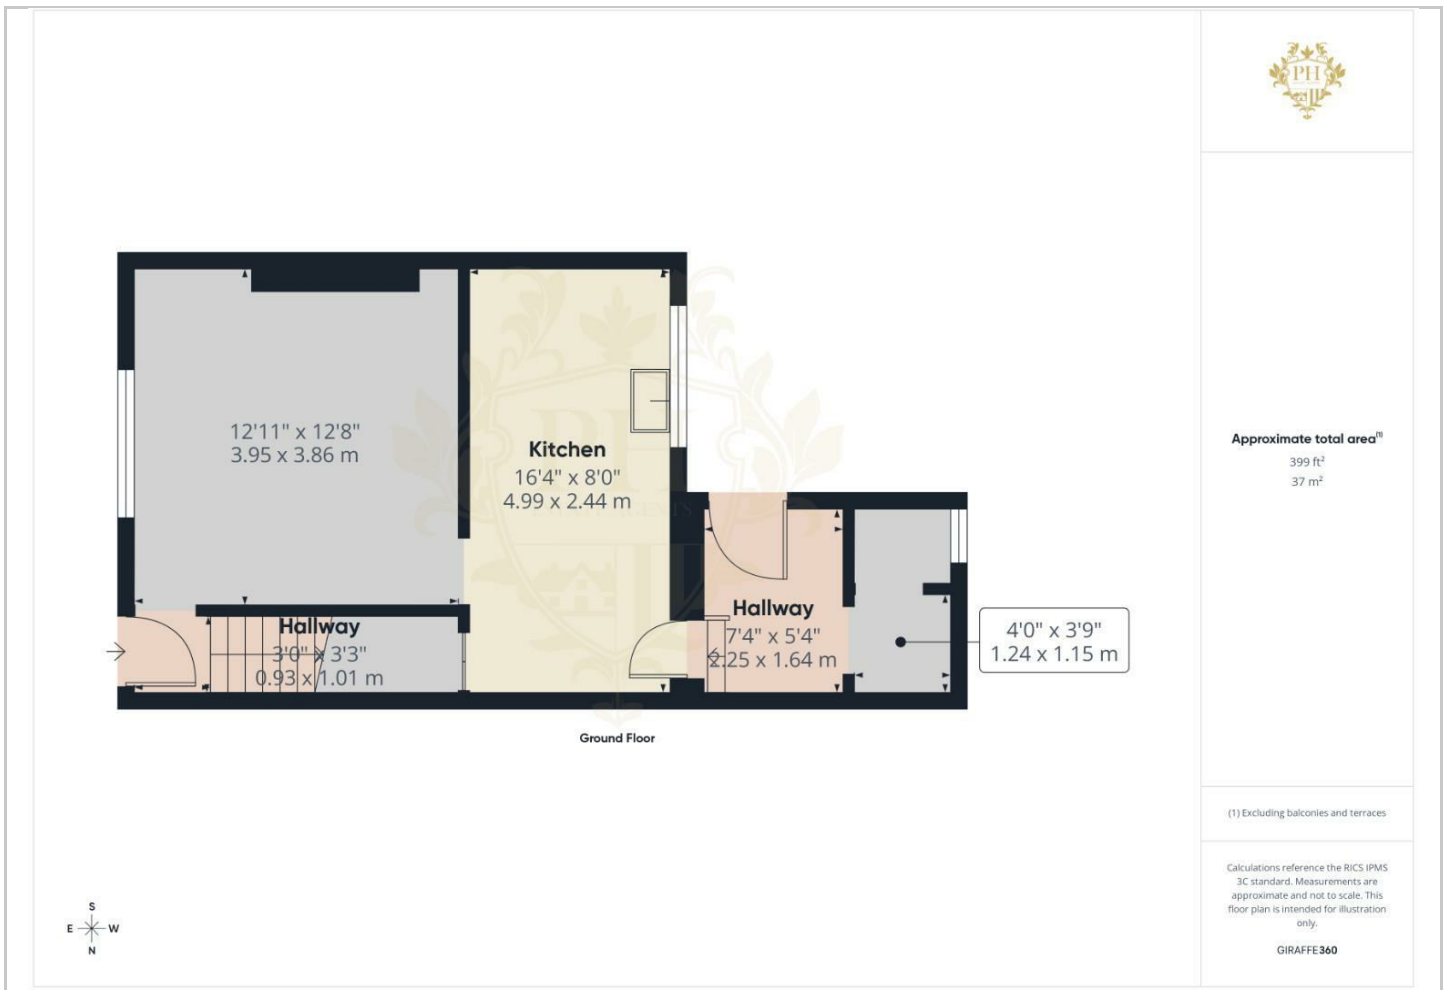 PH
12'11" x 12'8"
3.95 x 3.86 m
Kitchen
16'4" x 8'0"
4.99 x 2.44 m
Hallway
3'0" x 3'3"
0.93 x 1.01 m
Hallway
7'4" x 5'4"
2.25 x 1.64 m
4'0" x 3'9"
1.24 x 1.15 m
Ground Floor
Approximate total area(1)
399 ft²
37 m²
(1) Excluding balconies and terraces
Calculations reference the RICS IPMS
3C standard. Measurements are
approximate and not to scale. This
floor plan is intended for illustration
only.
GIRAFFE360
S
E W
N